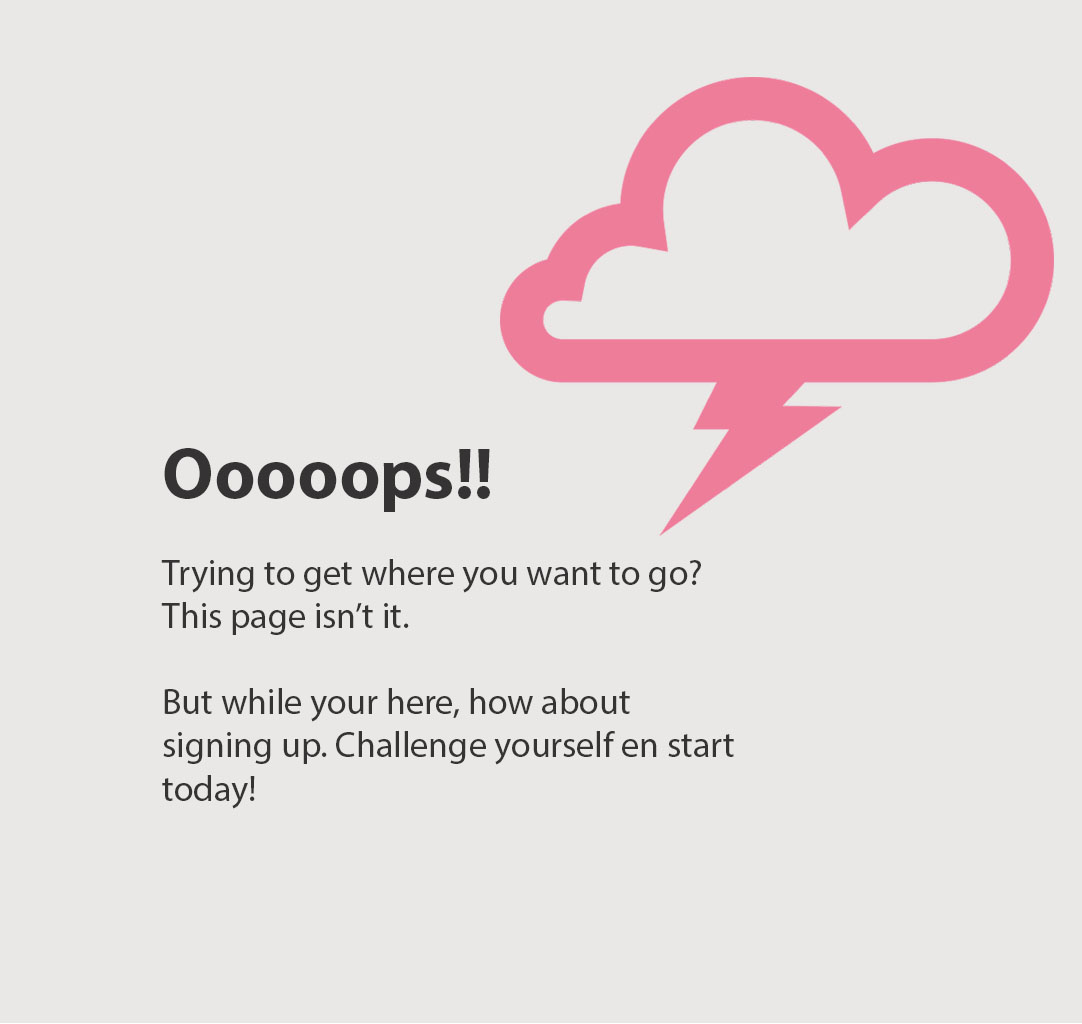 Ooooops!!
Trying to get where you want to go?
This page isn’t it.
But while your here, how about
signing up. Challenge yourself en start
today!